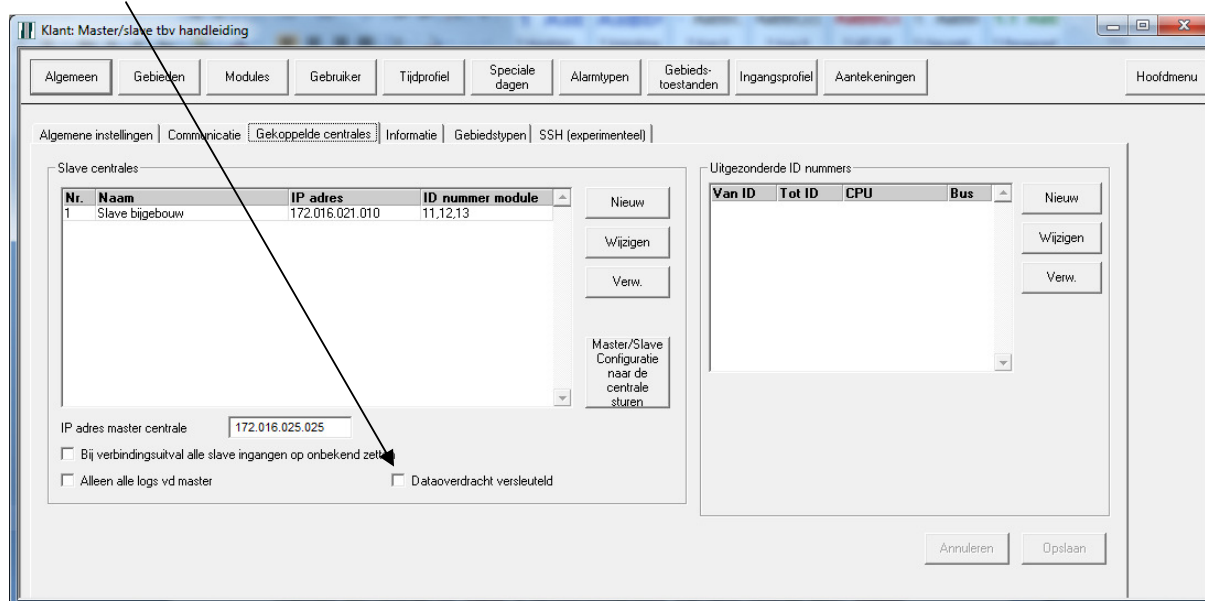 Klant: Master/slave tbv handleiding
Algemeen Gebieden Modules Gebruiker Tijdprofiel Speciale dagen Alarmtypen Gebieds-toestanden Ingangsprofiel Aantekeningen Hoofdmenu
Algemene instellingen Communicatie Gekoppelde centrales Informatie Gebiedstypen SSH (experimenteel)
Slave centrales
Nr. Naam IP adres ID nummer module
1 Slave bijgebouw 172.016.021.010 11,12,13
Nieuw
Wijzigen
Verw.
Master/Slave
Configuratie
naar de
centrale
sturen
IP adres master centrale 172.016.025.025
Bij verbindingsuitval alle slave ingangen op onbekend zetten
Alleen alle logs vd master
Dataoverdracht versleuteld
Uitgezonderde ID nummers
Van ID Tot ID CPU Bus
Nieuw
Wijzigen
Verw.
Annuleren Opslaan